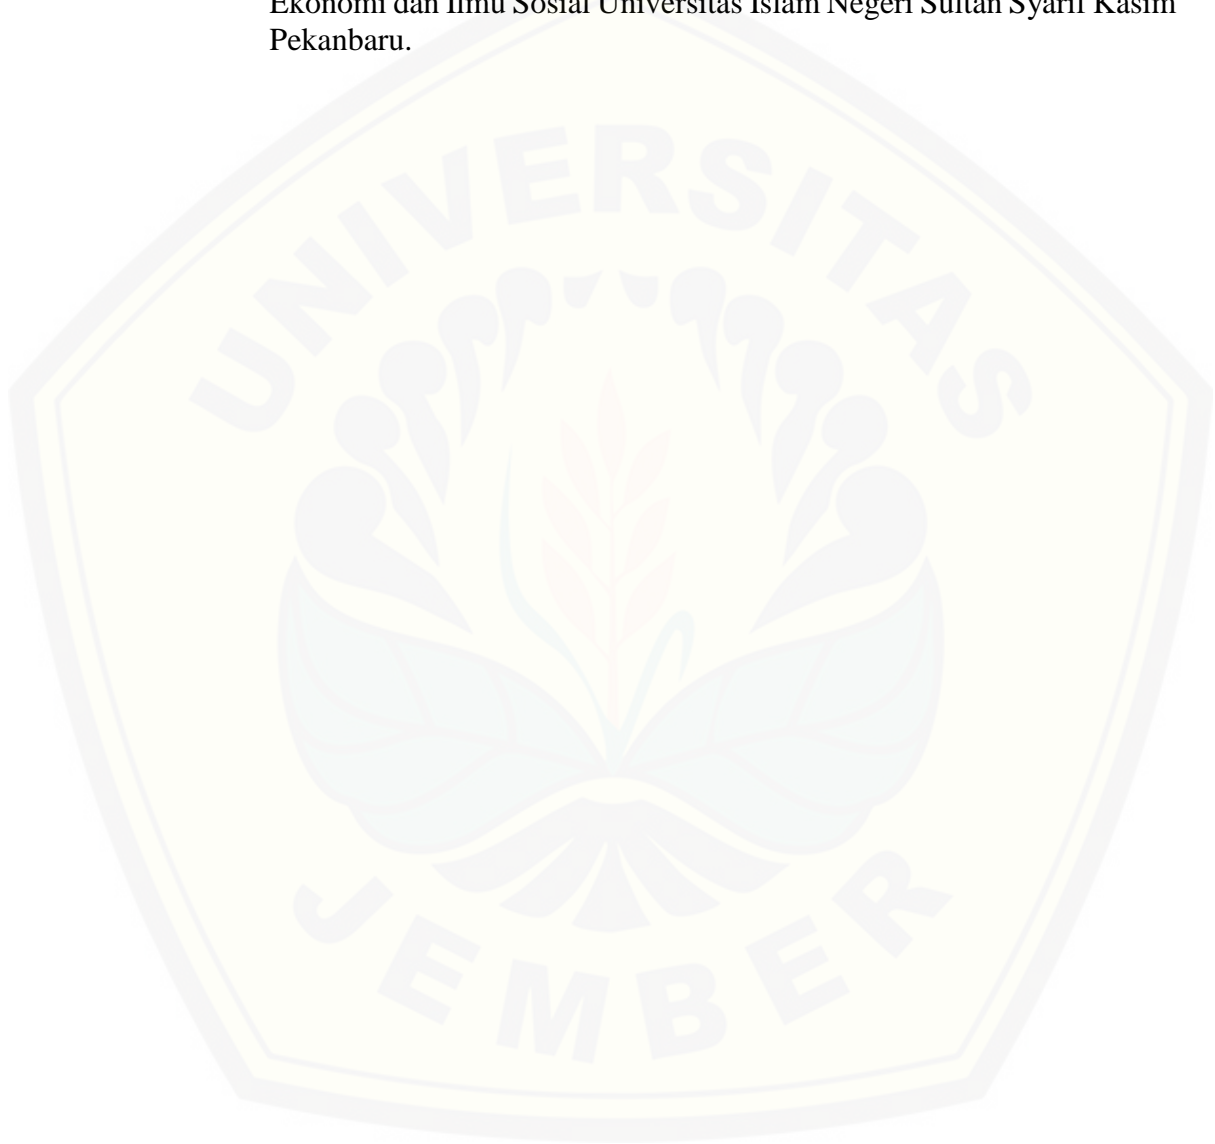 Ekonomi dan Ilmu Sosial Universitas Islam Negeri Sultan Syarif Kasim
Pekanbaru.
UNIVERSITAS
JEMBER